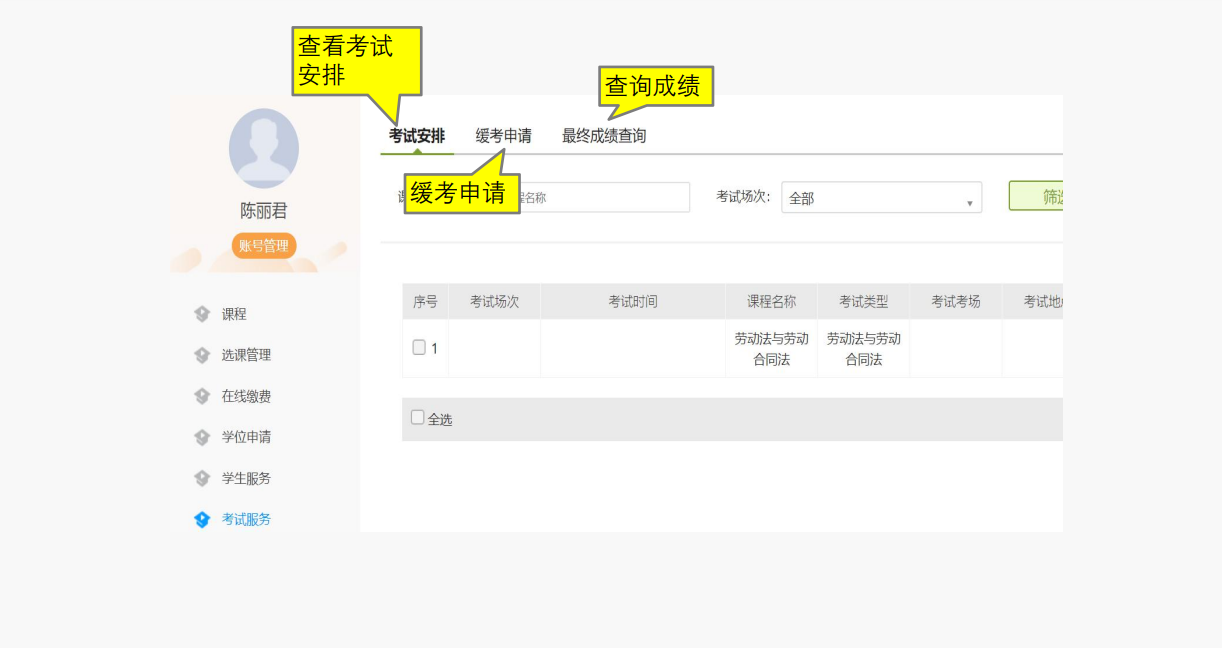 查看考试
安排
查询成绩
考试安排 缓考申请 最终成绩查询
缓考申请
名称 考试场次: 全部
陈丽君
账号管理
序号 考试场次 考试时间 课程名称 考试类型 考试考场 考试地
1 劳动法与劳动 劳动法与劳动
合同法 合同法
全选
课程
选课管理
在线缴费
学位申请
学生服务
考试服务